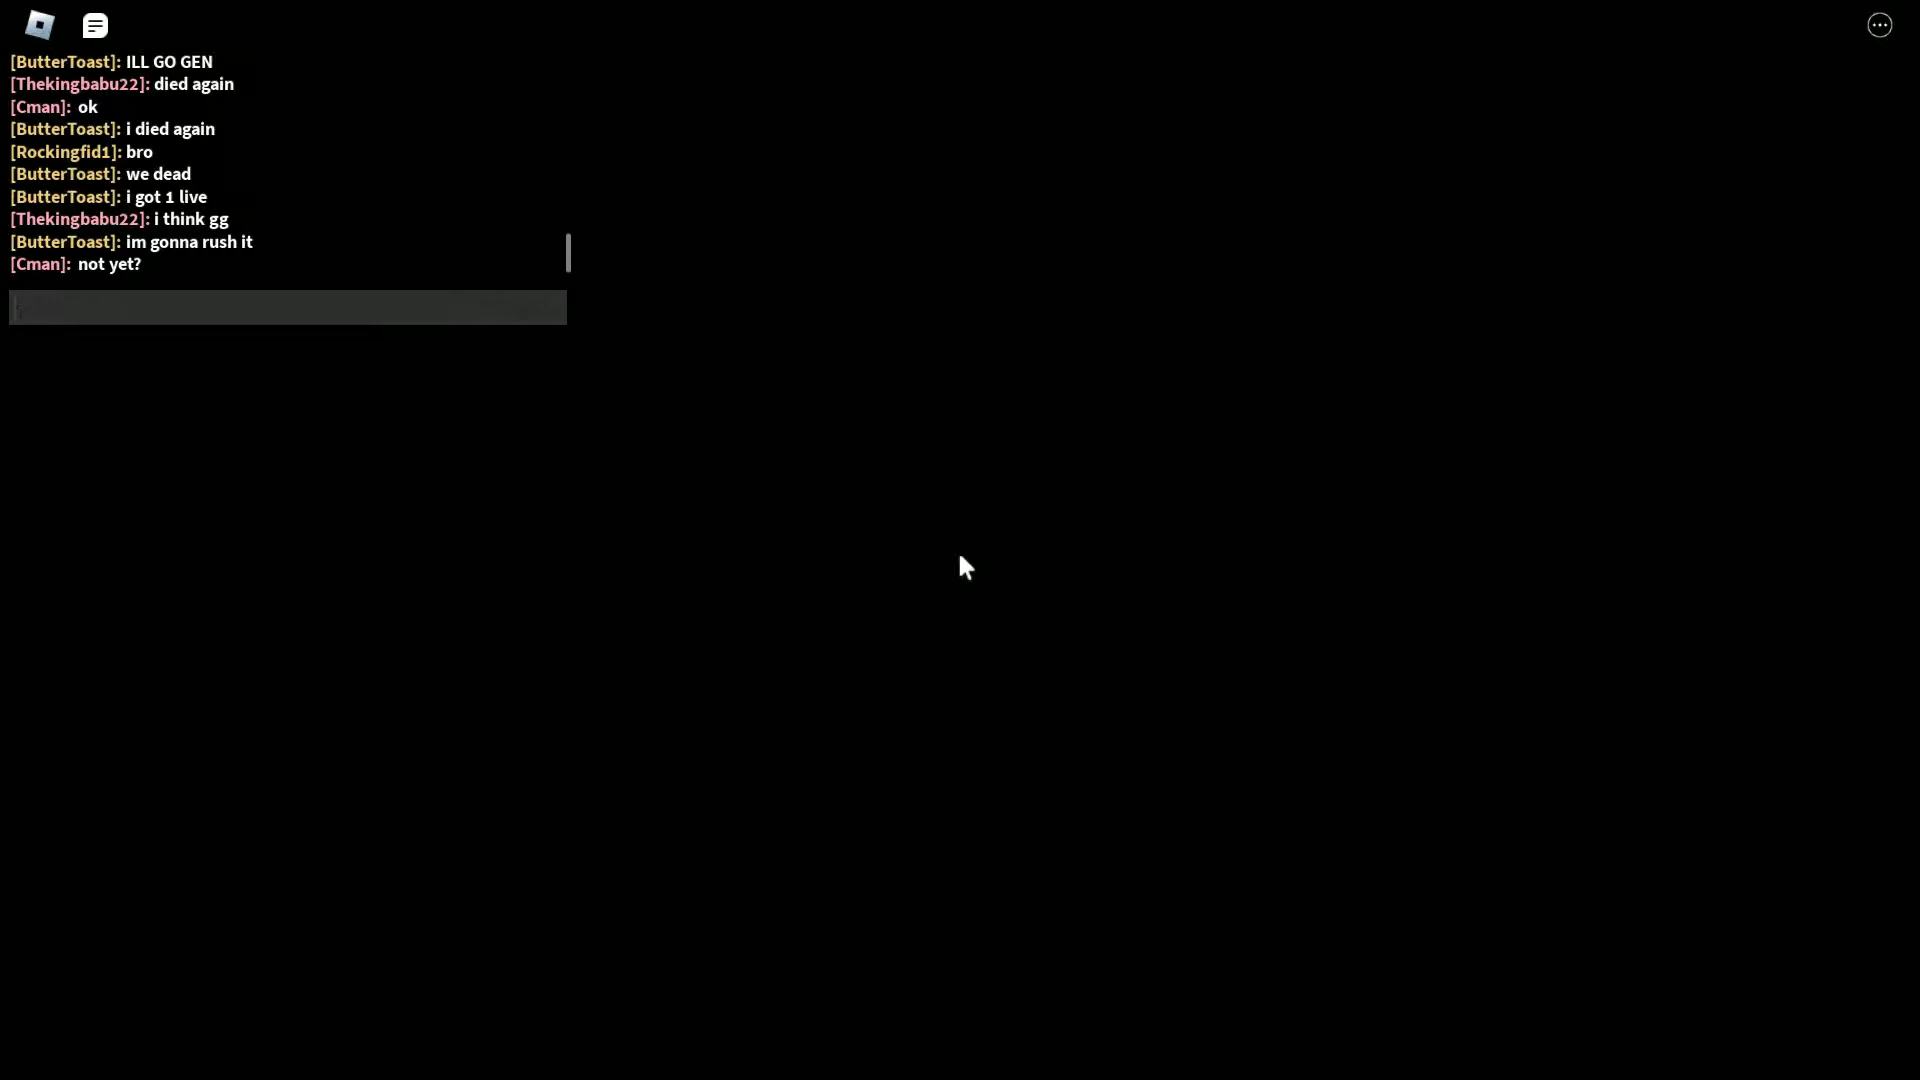 [ButterToast]: ILL GO GEN
[Thekingbabu22]: died again
[Cman]: ok
[ButterToast]: i died again
[Rockingfid1]: bro
[ButterToast]: we dead
[ButterToast]: i got 1 live
[Thekingbabu22]: i think gg
[ButterToast]: im gonna rush it
[Cman]: not yet?